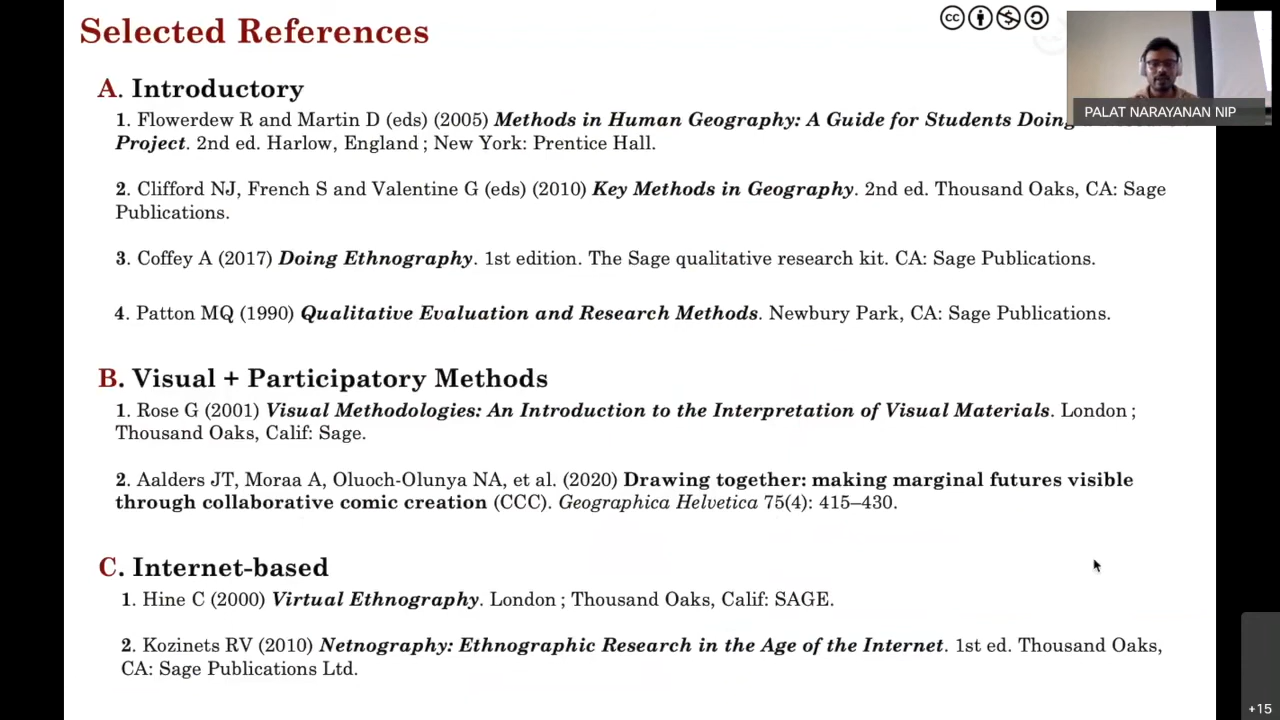 Selected References
A. Introductory
1. Flowerdew R and Martin D (eds) (2005) Methods in Human Geography: A Guide for Students Doing
Project. 2nd ed. Harlow, England ; New York: Prentice Hall.
2. Clifford NJ, French S and Valentine G (eds) (2010) Key Methods in Geography. 2nd ed. Thousand Oaks, CA: Sage
Publications.
3. Coffey A (2017) Doing Ethnography. 1st edition. The Sage qualitative research kit. CA: Sage Publications.
4. Patton MQ (1990) Qualitative Evaluation and Research Methods. Newbury Park, CA: Sage Publications.
B. Visual + Participatory Methods
1. Rose G (2001) Visual Methodologies: An Introduction to the Interpretation of Visual Materials. London ;
Thousand Oaks, Calif: Sage.
2. Aalders JT, Moraa A, Oluoch-Olunya NA, et al. (2020) Drawing together: making marginal futures visible
through collaborative comic creation (CCC). Geographica Helvetica 75(4): 415–430.
C. Internet-based
1. Hine C (2000) Virtual Ethnography. London ; Thousand Oaks, Calif: SAGE.
2. Kozinets RV (2010) Netnography: Ethnographic Research in the Age of the Internet. 1st ed. Thousand Oaks,
CA: Sage Publications Ltd.
cc
PALAT NARAYANAN NIP
+15